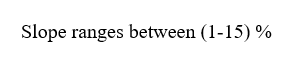 Slope ranges between (1-15) %